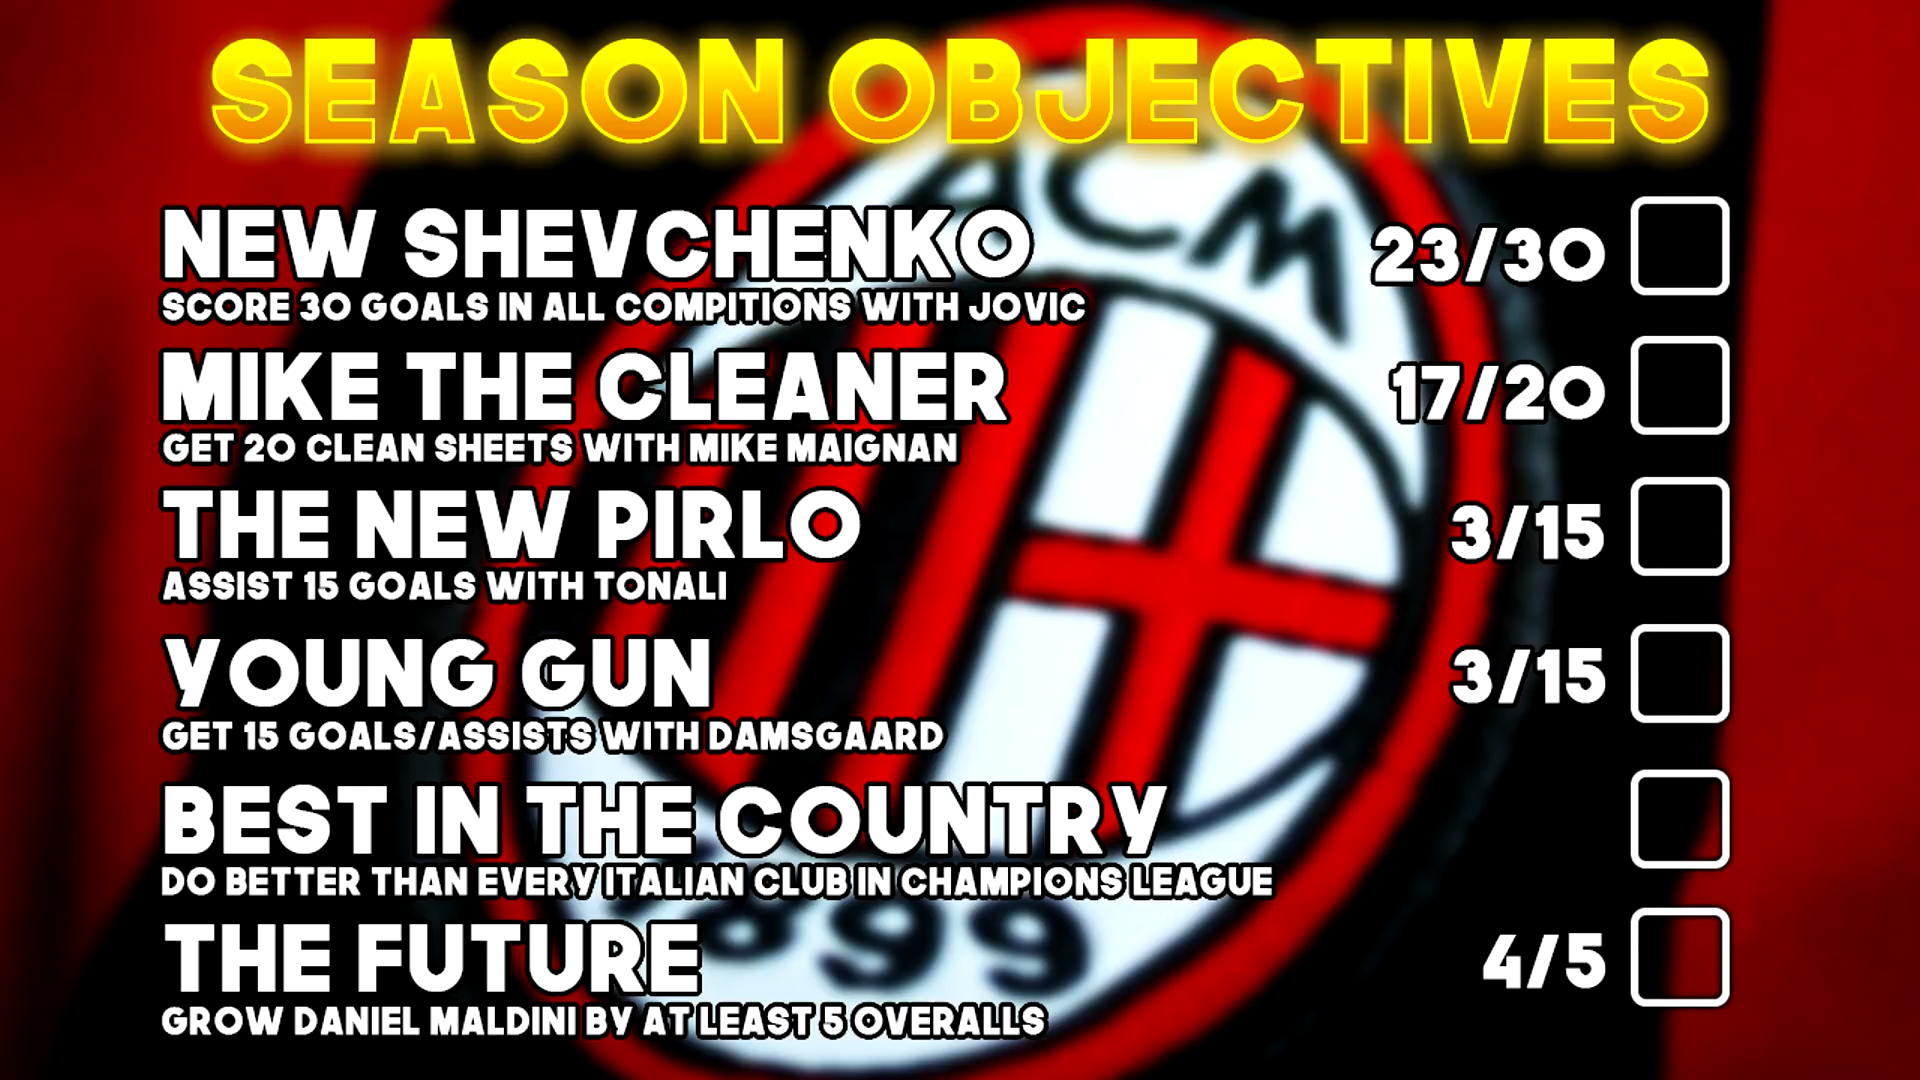 SEASON OBJECTIVES
NEW SHEVCHENKO 23/30
SCORE 30 GOALS IN ALL COMPITIONS WITH JOVIC
MIKE THE CLEANER 17/20
GET 20 CLEAN SHEETS WITH MIKE MAIGNAN
THE NEW PIRLO 3/15
ASSIST 15 GOALS WITH TONALI
YOUNG GUN 3/15
GET 15 GOALS/ASSISTS WITH DAMSGAARD
BEST IN THE COUNTRY
DO BETTER THAN EVERY ITALIAN CLUB IN CHAMPIONS LEAGUE
THE FUTURE 4/5
GROW DANIEL MALDINI BY AT LEAST 5 OVERALLS
ACM
1899